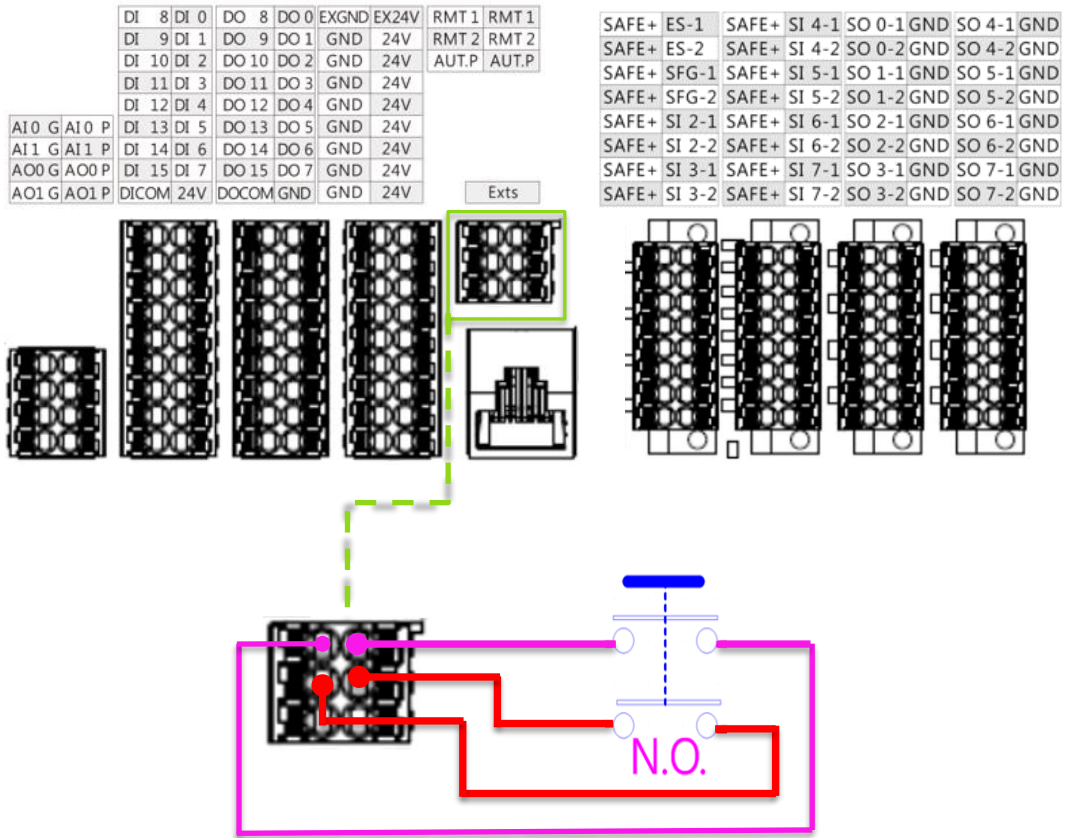 DI 8 DI 0 DO 8 DO 0 EXGND EX24V RMT 1 RMT 1
DI 9 DI 1 DO 9 DO 1 GND 24V RMT 2 RMT 2
DI 10 DI 2 DO 10 DO 2 GND 24V AUT.P AUT.P
DI 11 DI 3 DO 11 DO 3 GND 24V
DI 12 DI 4 DO 12 DO 4 GND 24V
AI 0 G AI 0 P DI 13 DI 5 DO 13 DO 5 GND 24V
AI 1 G AI 1 P DI 14 DI 6 DO 14 DO 6 GND 24V
AO0 G AO0 P DI 15 DI 7 DO 15 DO 7 GND 24V
AO1 G AO1 P DICOM 24V DOCOM GND GND 24V
Exts
SAFE+ ES-1 SAFE+ SI 4-1 SO 0-1 GND SO 4-1 GND
SAFE+ ES-2 SAFE+ SI 4-2 SO 0-2 GND SO 4-2 GND
SAFE+ SFG-1 SAFE+ SI 5-1 SO 1-1 GND SO 5-1 GND
SAFE+ SFG-2 SAFE+ SI 5-2 SO 1-2 GND SO 5-2 GND
SAFE+ SI 2-1 SAFE+ SI 6-1 SO 2-1 GND SO 6-1 GND
SAFE+ SI 2-2 SAFE+ SI 6-2 SO 2-2 GND SO 6-2 GND
SAFE+ SI 3-1 SAFE+ SI 7-1 SO 3-1 GND SO 7-1 GND
SAFE+ SI 3-2 SAFE+ SI 7-2 SO 3-2 GND SO 7-2 GND
N.O.